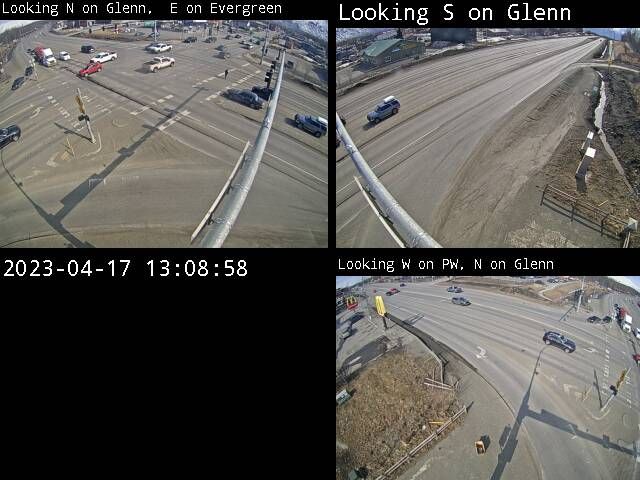 Looking N on Glenn,  E on Evergreen
Looking S on Glenn
2023-04-17 13:08:58
Looking W on PW, N on Glenn